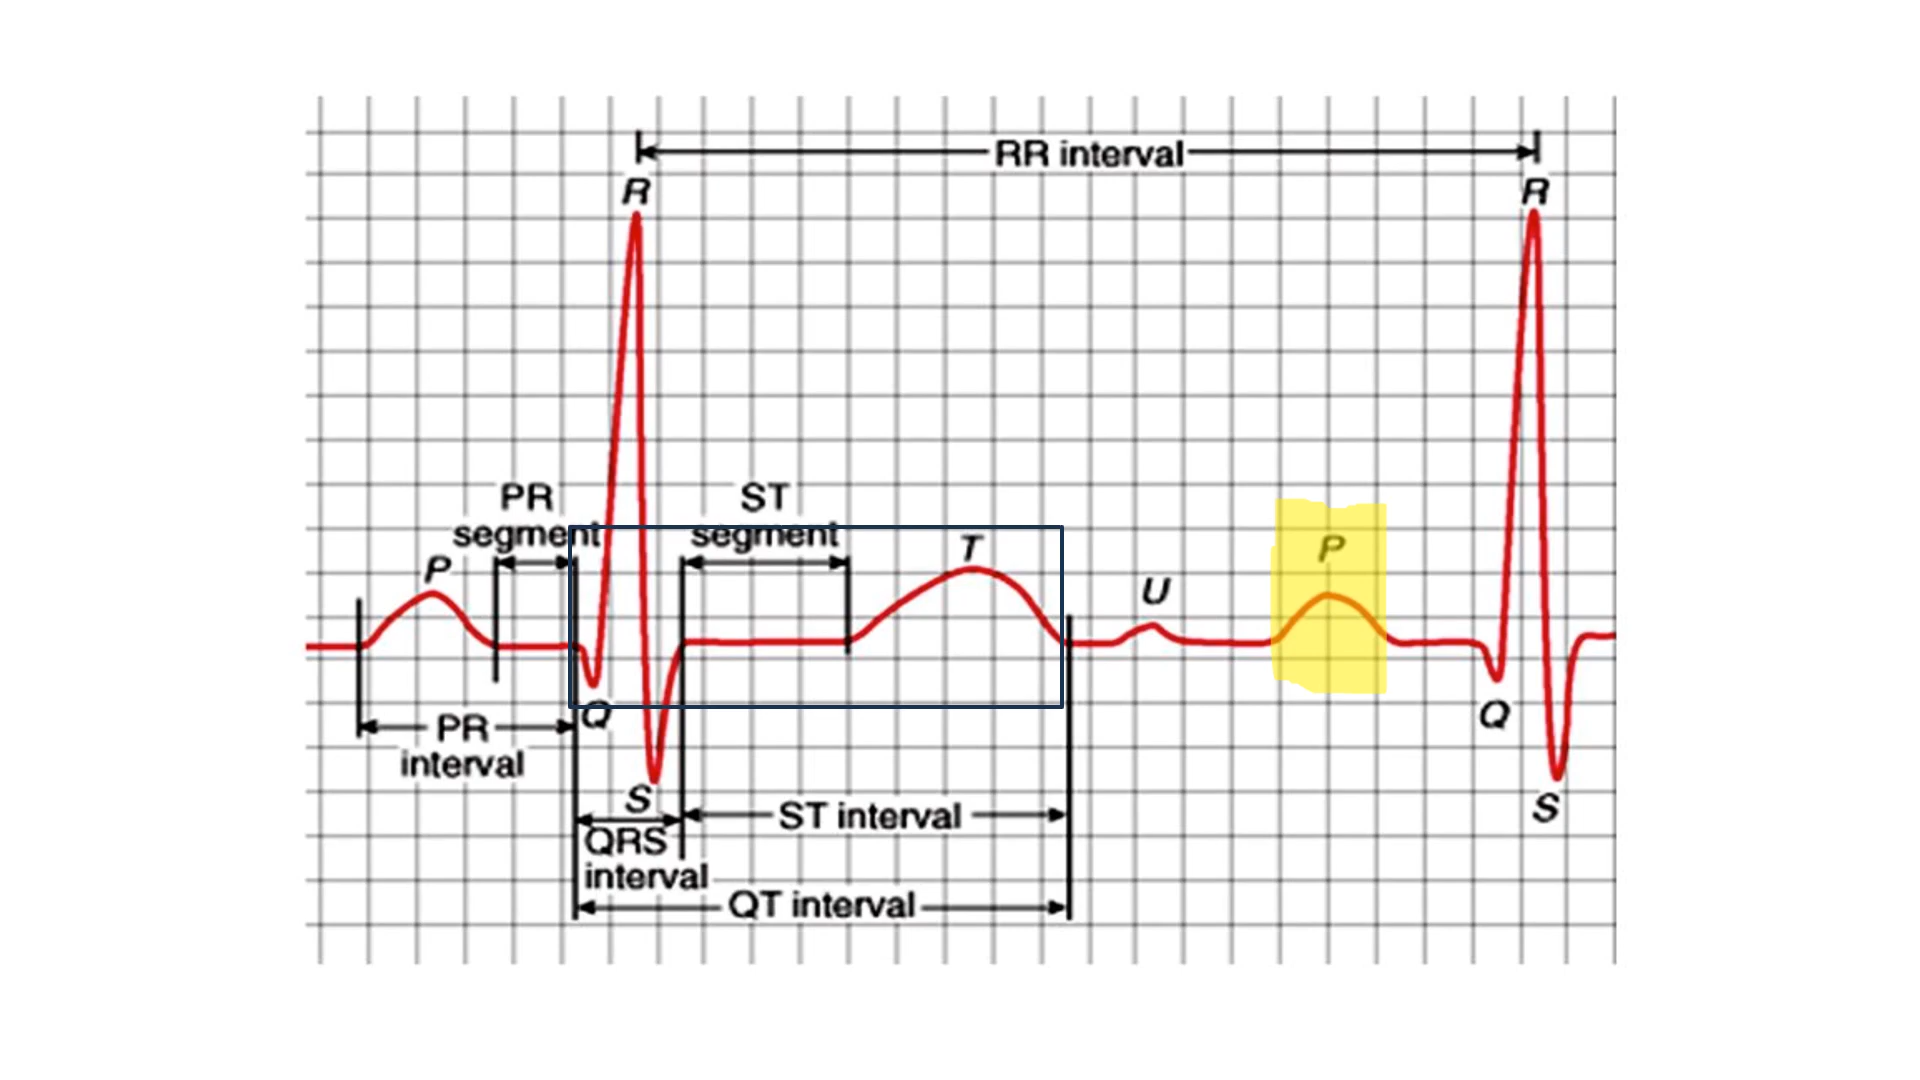 RR interval
R
R
PR
segment
ST
segment
P
T
U
P
Q
Q
PR
interval
S
S
ST interval
QRS
interval
QT interval